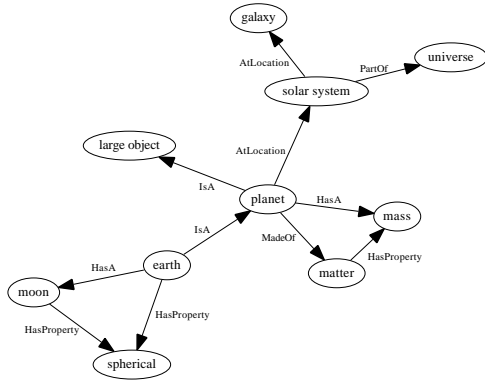 galaxy
AtLocation
PartOf
universe
solar system
large object
AtLocation
IsA
planet
HasA
mass
IsA
MadeOf
HasProperty
earth
matter
HasA
moon
HasProperty
HasProperty
spherical